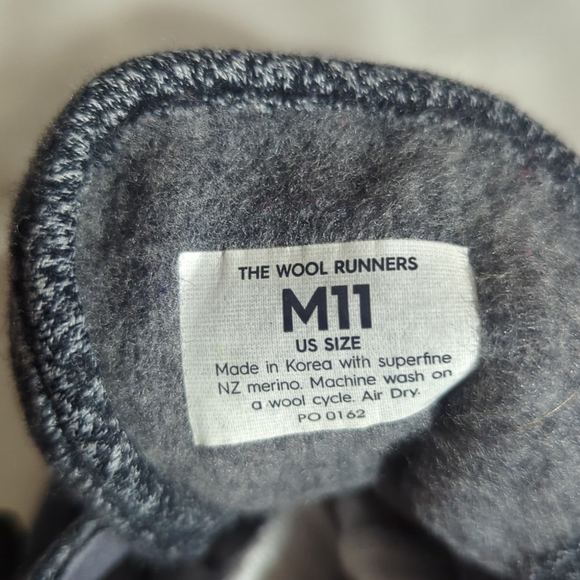 THE WOOL RUNNERS
M11
US SIZE
Made in Korea with superfine
NZ merino. Machine wash on
a wool cycle. Air Dry.
PO 0162